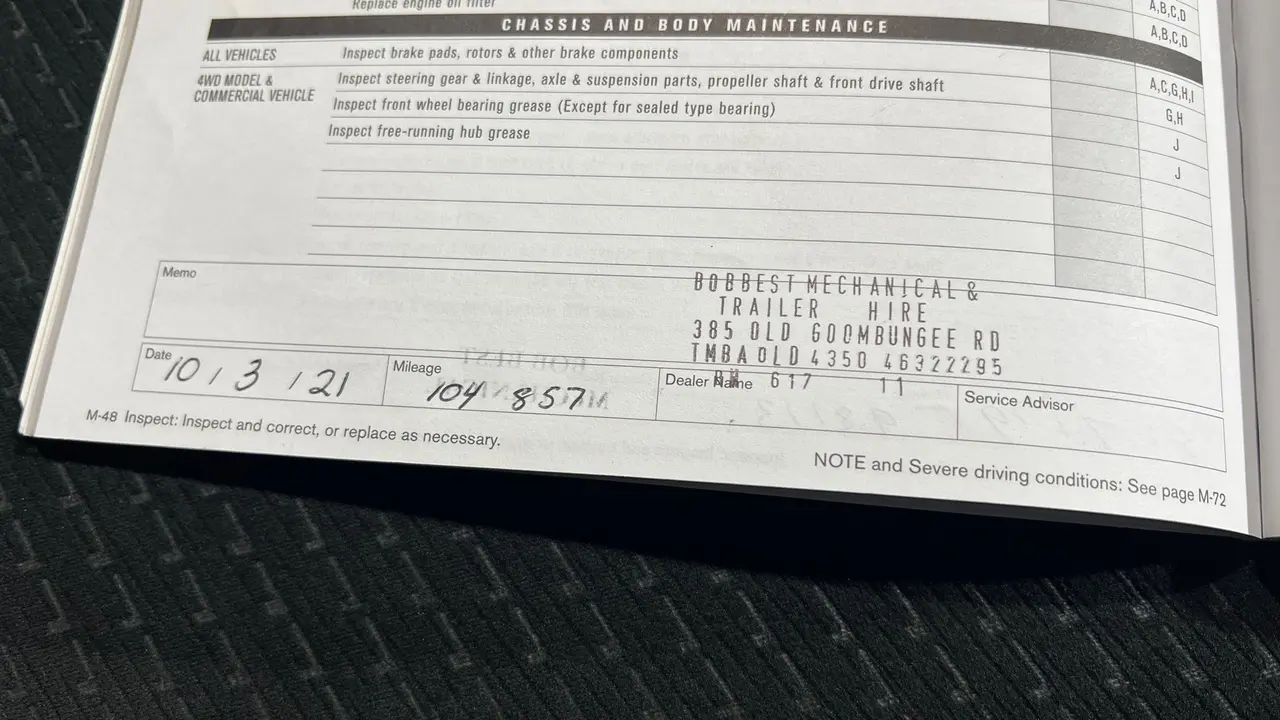 Replace engine oil filter A,B,C,D
A,B,C,D
CHASSIS AND BODY MAINTENANCE
ALL VEHICLES Inspect brake pads, rotors & other brake components
4WD MODEL & COMMERCIAL VEHICLE Inspect steering gear & linkage, axle & suspension parts, propeller shaft & front drive shaft A,C,G,H,I
Inspect front wheel bearing grease (Except for sealed type bearing) G,H
Inspect free-running hub grease J
J
Memo
BOBBEST MECHANICAL &
TRAILER HIRE
385 OLD GOOMBUNGEE RD
TMBA QLD 4350 46322295
617 11
Date 10 / 3 / 21 Mileage 104 857 Dealer Name Service Advisor
M-48 Inspect: Inspect and correct, or replace as necessary.
NOTE and Severe driving conditions: See page M-72